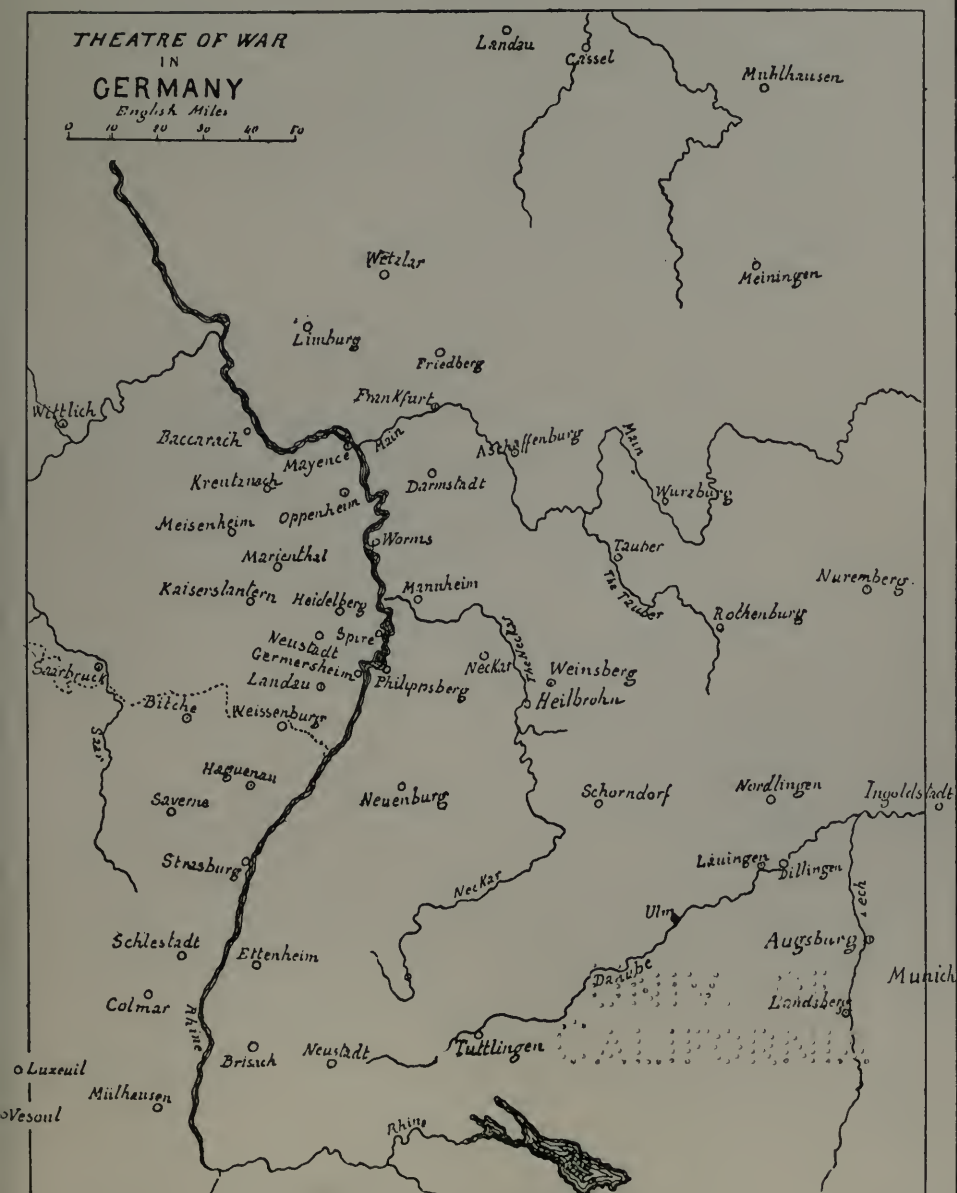 THEATRE OF WAR
IN
GERMANY
English Miles
0 10 20 30 40 50
Landau
Cassel
Muhlhausen
Wetzlar
Meiningen
Limburg
Friedberg
Frankfurt
Wittlich
Baccarach
Mayence
Main
Aschaffenburg
Main
Kreutznach
Oppenheim
Darmstadt
Wurzburg
Meisenheim
Worms
Marienthal
Tauber
Kaiserslantern
Heidelberg
Mannheim
The Tauber
Nuremberg.
Rothenburg
Neustadt
Spire
The Neckar
Saarbruck
Germersheim
Landau
Philippsberg
Neckar
Weinsberg
Heilbrohn
Bitche
Weissenburg
Saar
Haguenau
Saverne
Neuenburg
Schorndorf
Nordlingen
Ingoldstadt
Strasburg
Neckar
Lauingen
Dillingen
Lech
Ulm
Schlestadt
Ettenheim
Danube
Augsburg
Munich
Colmar
Rhine
Landsberg
Brisach
Neustadt
Tuttlingen
Luxeuil
Mülhausen
Vesoul
Rhine